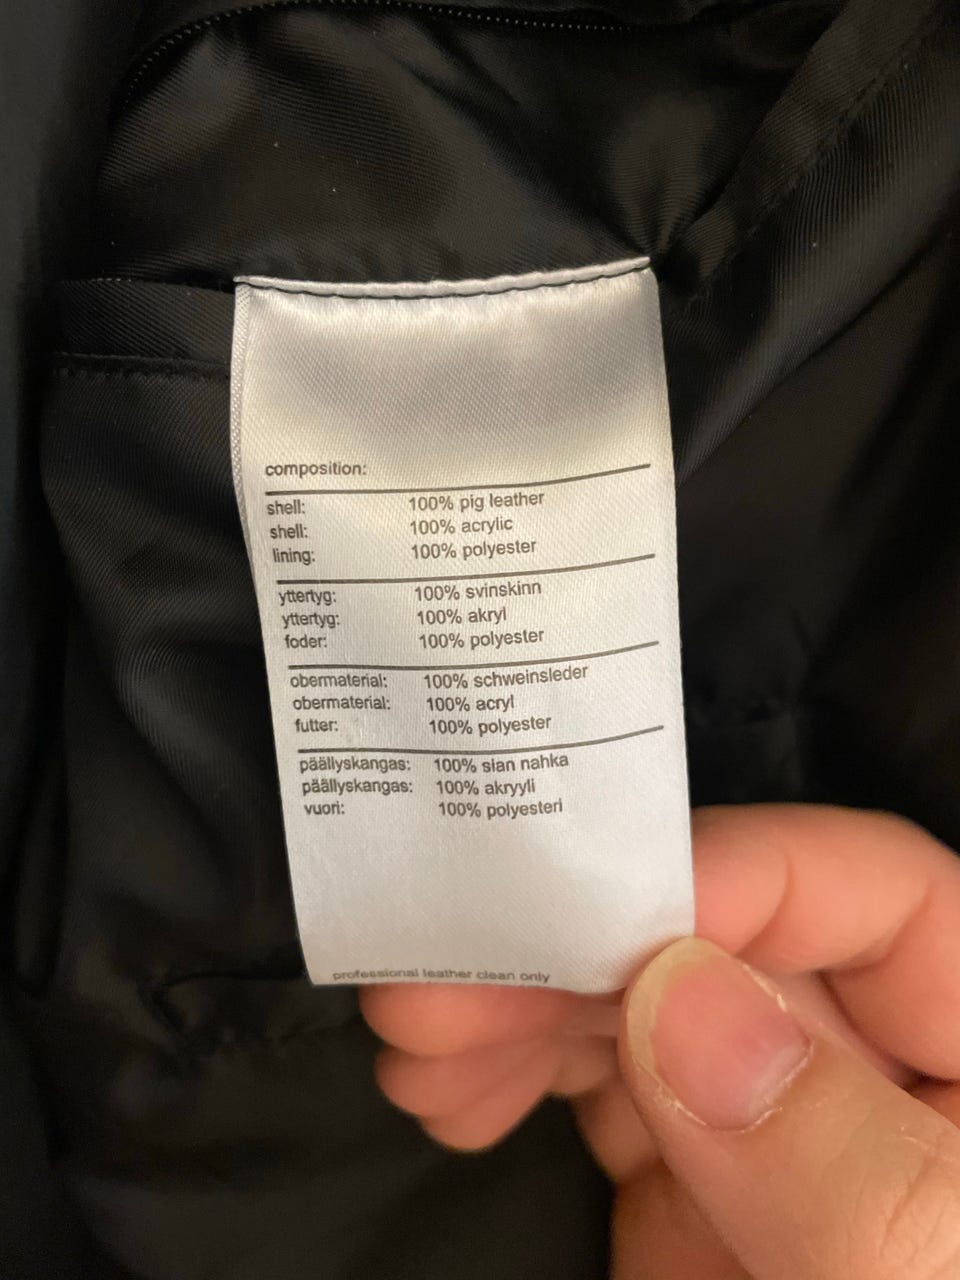 composition:
shell: 100% pig leather
shell: 100% acrylic
lining: 100% polyester
yttertyg: 100% svinskinn
yttertyg: 100% akryl
foder: 100% polyester
obermaterial: 100% schweinsleder
obermaterial: 100% acryl
futter: 100% polyester
päällyskangas: 100% sian nahka
päällyskangas: 100% akryyli
vuori: 100% polyesteri
professional leather clean only